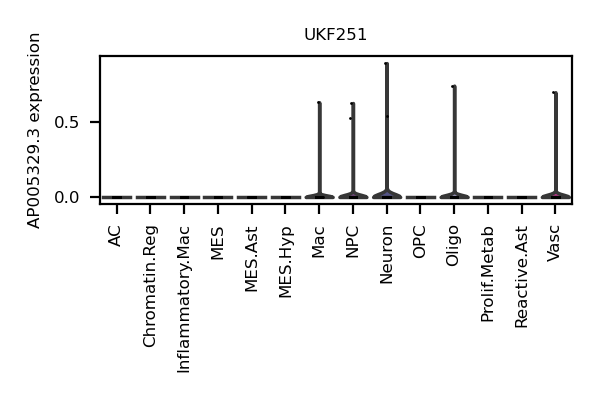 UKF251
AP005329.3 expression
0.5
0.0
AC
Chromatin.Reg
Inflammatory.Mac
MES
MES.Ast
MES.Hyp
Mac
NPC
Neuron
OPC
Oligo
Prolif.Metab
Reactive.Ast
Vasc